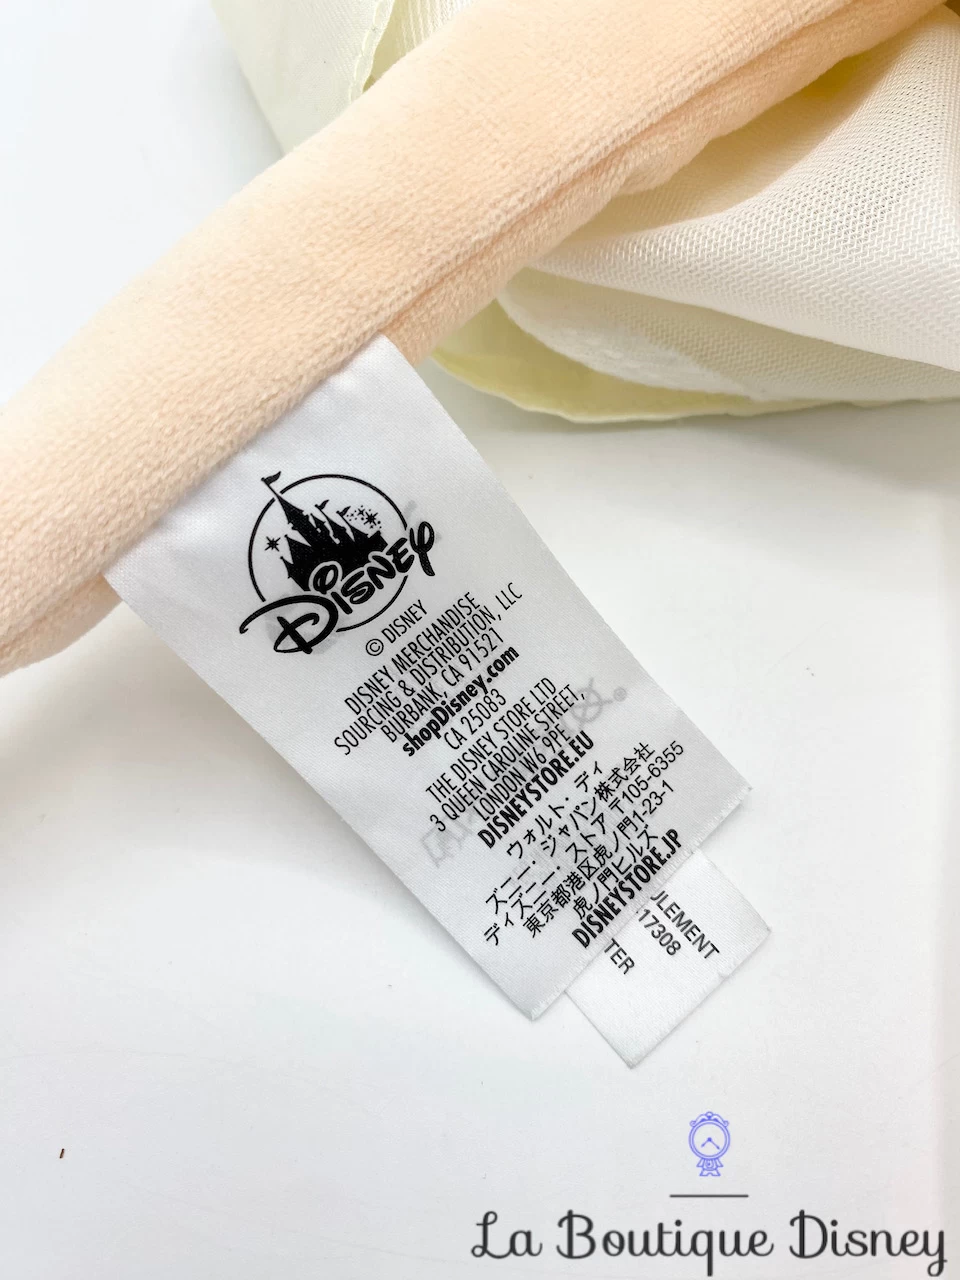 Disney
© DISNEY
DISNEY MERCHANDISE
SOURCING & DISTRIBUTION, LLC
BURBANK, CA 91521
shopDisney.com
CA 25083
THE DISNEY STORE LTD
3 QUEEN CAROLINE STREET,
LONDON W6 9PE
DISNEYSTORE.EU
ウォルト・ディ
ズニー・ジャパン株式会社
ディズニー・ストア 〒105-6355
東京都港区虎ノ門1-23-1
虎ノ門ヒルズ
DISNEYSTORE.JP
ULEMENT
17308
TER
La Boutique Disney